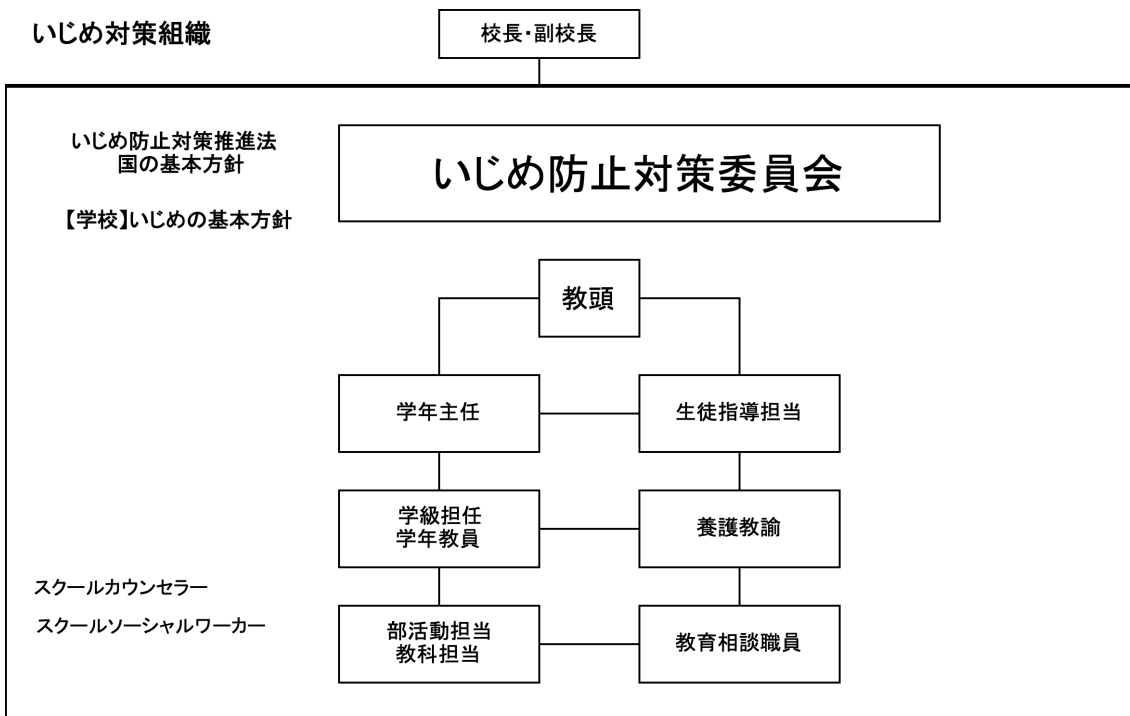 いじめ対策組織
校長・副校長
いじめ防止対策推進法
国の基本方針
【学校】いじめの基本方針
いじめ防止対策委員会
教頭
学年主任
生徒指導担当
学級担任
学年教員
養護教諭
スクールカウンセラー
スクールソーシャルワーカー
部活動担当
教科担当
教育相談職員